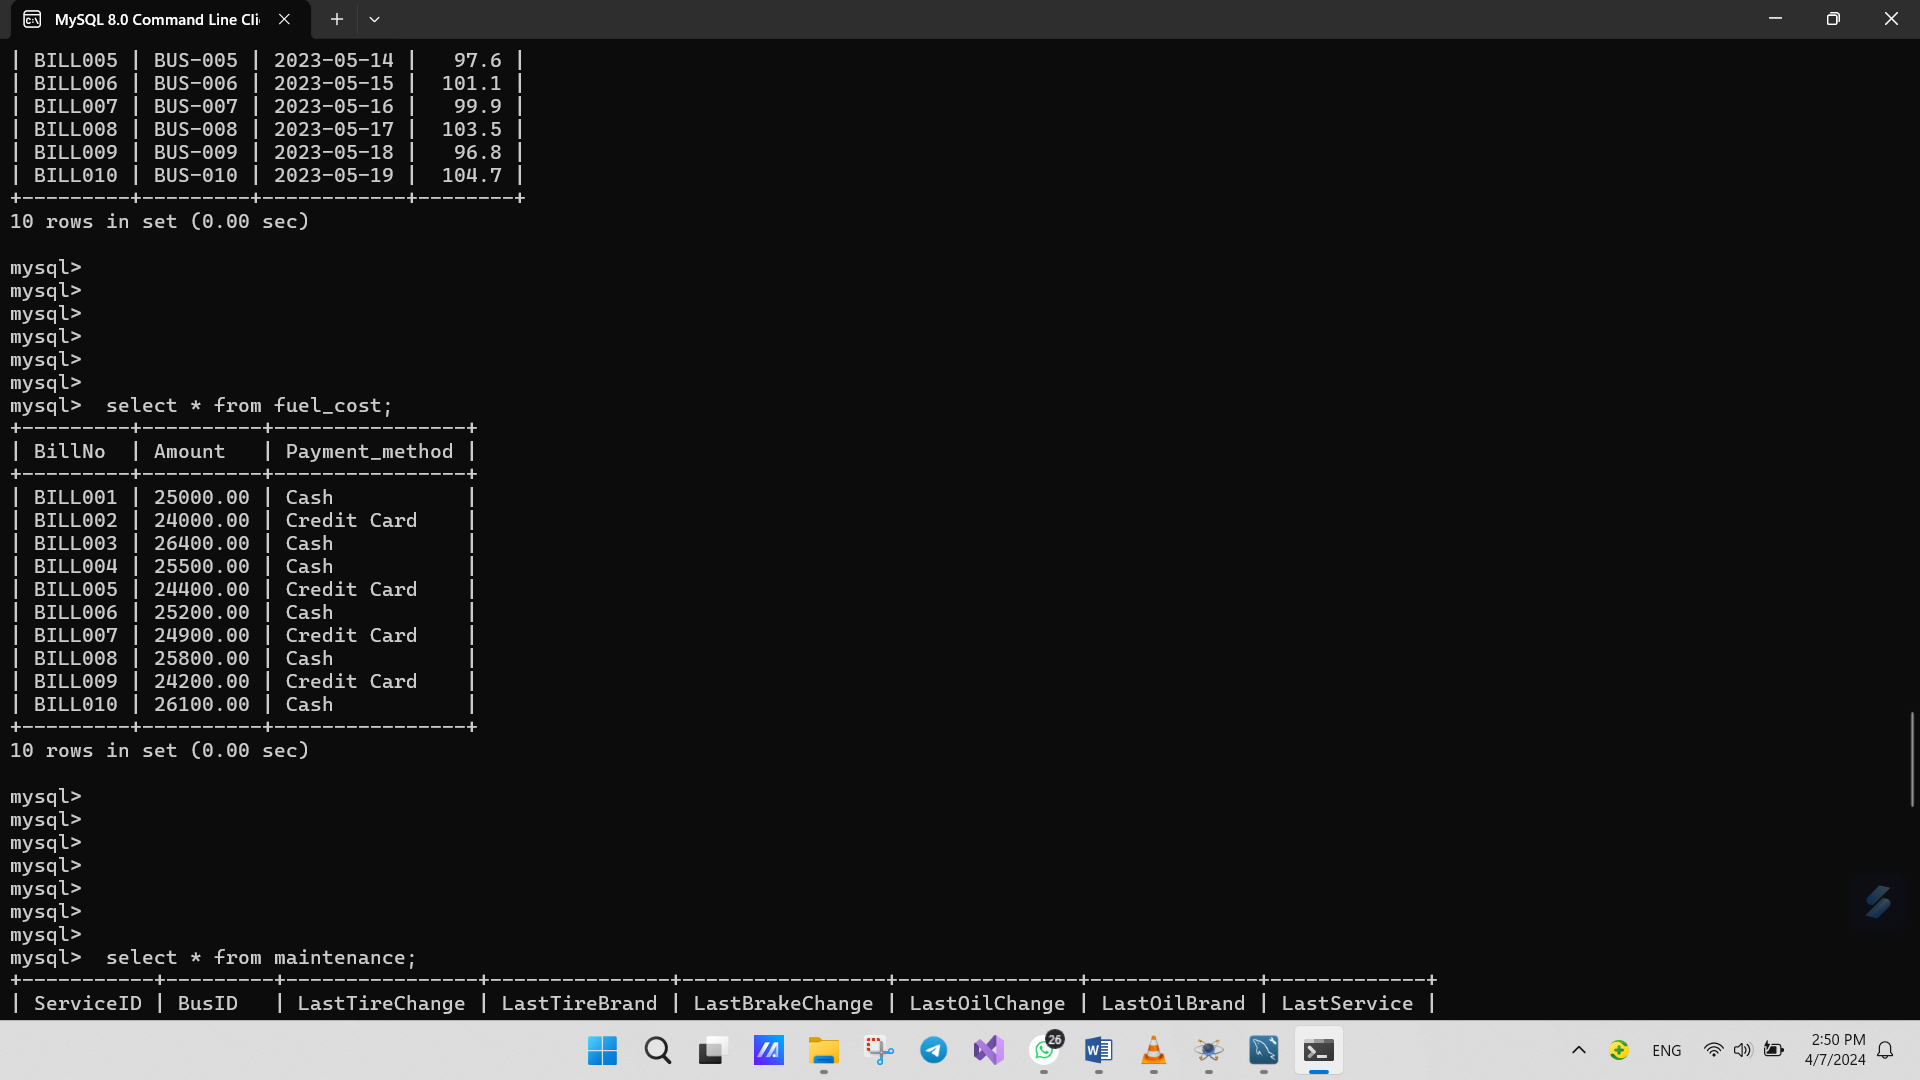 MySQL 8.0 Command Line Cli
| BILL005 | BUS-005 | 2023-05-14 |   97.6 |
| BILL006 | BUS-006 | 2023-05-15 |  101.1 |
| BILL007 | BUS-007 | 2023-05-16 |   99.9 |
| BILL008 | BUS-008 | 2023-05-17 |  103.5 |
| BILL009 | BUS-009 | 2023-05-18 |   96.8 |
| BILL010 | BUS-010 | 2023-05-19 |  104.7 |
+---------+---------+------------+--------+
10 rows in set (0.00 sec)
mysql>
mysql>
mysql>
mysql>
mysql>
mysql>
mysql>  select * from fuel_cost;
+---------+----------+----------------+
| BillNo  | Amount   | Payment_method |
+---------+----------+----------------+
| BILL001 | 25000.00 | Cash           |
| BILL002 | 24000.00 | Credit Card    |
| BILL003 | 26400.00 | Cash           |
| BILL004 | 25500.00 | Cash           |
| BILL005 | 24400.00 | Credit Card    |
| BILL006 | 25200.00 | Cash           |
| BILL007 | 24900.00 | Credit Card    |
| BILL008 | 25800.00 | Cash           |
| BILL009 | 24200.00 | Credit Card    |
| BILL010 | 26100.00 | Cash           |
+---------+----------+----------------+
10 rows in set (0.00 sec)
mysql>
mysql>
mysql>
mysql>
mysql>
mysql>
mysql>
mysql>  select * from maintenance;
+-----------+---------+----------------+---------------+-----------------+---------------+--------------+-------------+
| ServiceID | BusID   | LastTireChange | LastTireBrand | LastBrakeChange | LastOilChange | LastOilBrand | LastService |
26
ENG
2:50 PM
4/7/2024